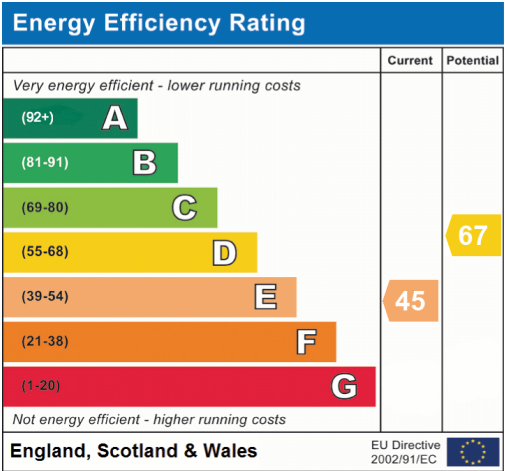 Energy Efficiency Rating
Current Potential
Very energy efficient - lower running costs
(92+) A
(81-91) B
(69-80) C
(55-68) D
67
(39-54) E
45
(21-38) F
(1-20) G
Not energy efficient - higher running costs
England, Scotland & Wales
EU Directive
2002/91/EC